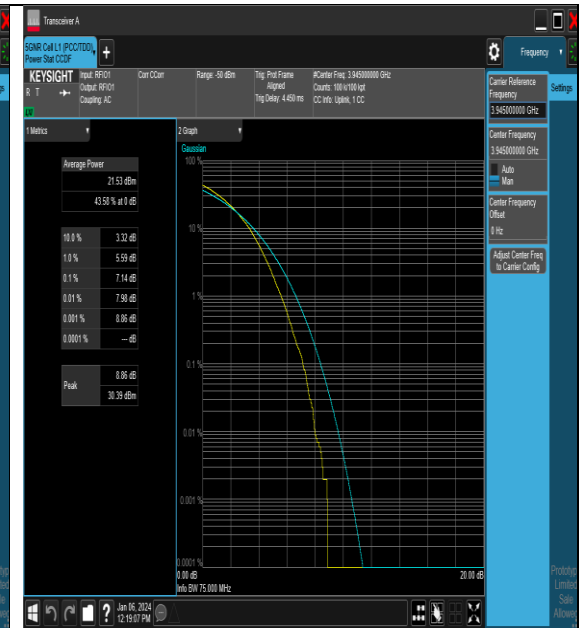 Transceiver A
5GNR Cell L1 (PCC/TDD),
Power Stat CCDF
+
Frequency
KEYSIGHT
R T
LXI
Input: RFIO1
Output: RFIO1
Coupling: AC
Corr CCorr
Range: -50 dBm
Trig: Prot Frame
Aligned
Trig Delay: 4.450 ms
#Center Freq: 3.945000000 GHz
Counts: 100 k/100 kpt
CC Info: Uplink, 1 CC
Carrier Reference
Frequency
3.945000000 GHz
Settings
Center Frequency
3.945000000 GHz
Auto
Man
Center Frequency
Offset
0 Hz
Adjust Center Freq
to Carrier Config
1 Metrics
Average Power
21.53 dBm
43.58 % at 0 dB
10.0 % 3.32 dB
1.0 % 5.59 dB
0.1 % 7.14 dB
0.01 % 7.98 dB
0.001 % 8.06 dB
0.0001 % --- dB
Peak
8.86 dB
30.39 dBm
2 Graph
Gaussian
100 %
10 %
1 %
0.1 %
0.01 %
0.001 %
0.0001 %
0.00 dB
20.00 dB
Info BW 75.000 MHz
?
Jan 06, 2024
12:19:07 PM
Prototyp
Limited
Sale
Allowe